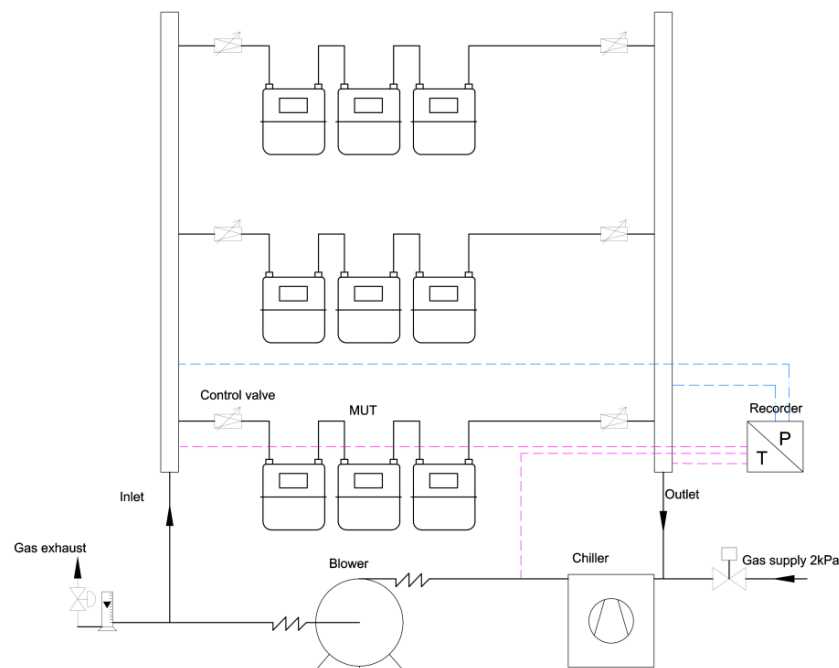 Control valve
MUT
Recorder
P
T
Inlet
Outlet
Gas exhaust
Blower
Chiller
Gas supply 2kPa